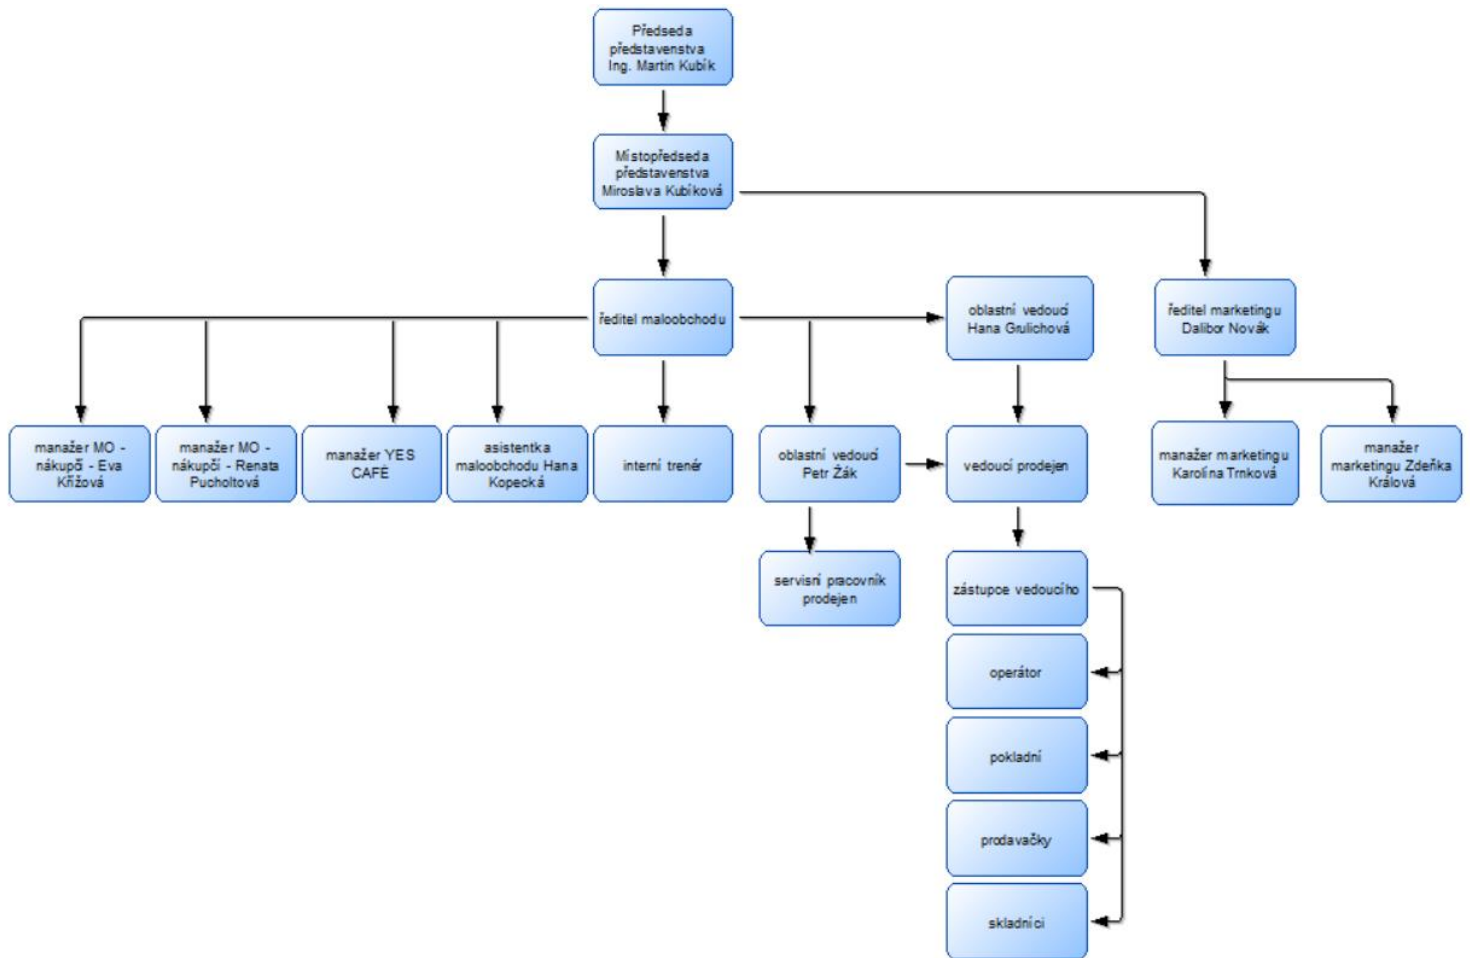 Předseda
představenstva
Ing. Martin Kubík
Místopředseda
představenstva
Miroslava Kubíková
ředitel maloobchodu
oblastní vedoucí
Hana Grulichová
ředitel marketingu
Dalibor Novák
manažer MO -
nákupčí - Eva
Křížová
manažer MO -
nákupčí - Renata
Pucholtová
manažer YES
CAFÉ
asistentka
maloobchodu Hana
Kopecká
interní trenér
oblastní vedoucí
Petr Žák
vedoucí prodejen
manažer marketingu
Karolína Trnková
manažer
marketingu Zdeňka
Králová
servisní pracovník
prodejen
zástupce vedoucího
operátor
pokladní
prodavačky
skladníci